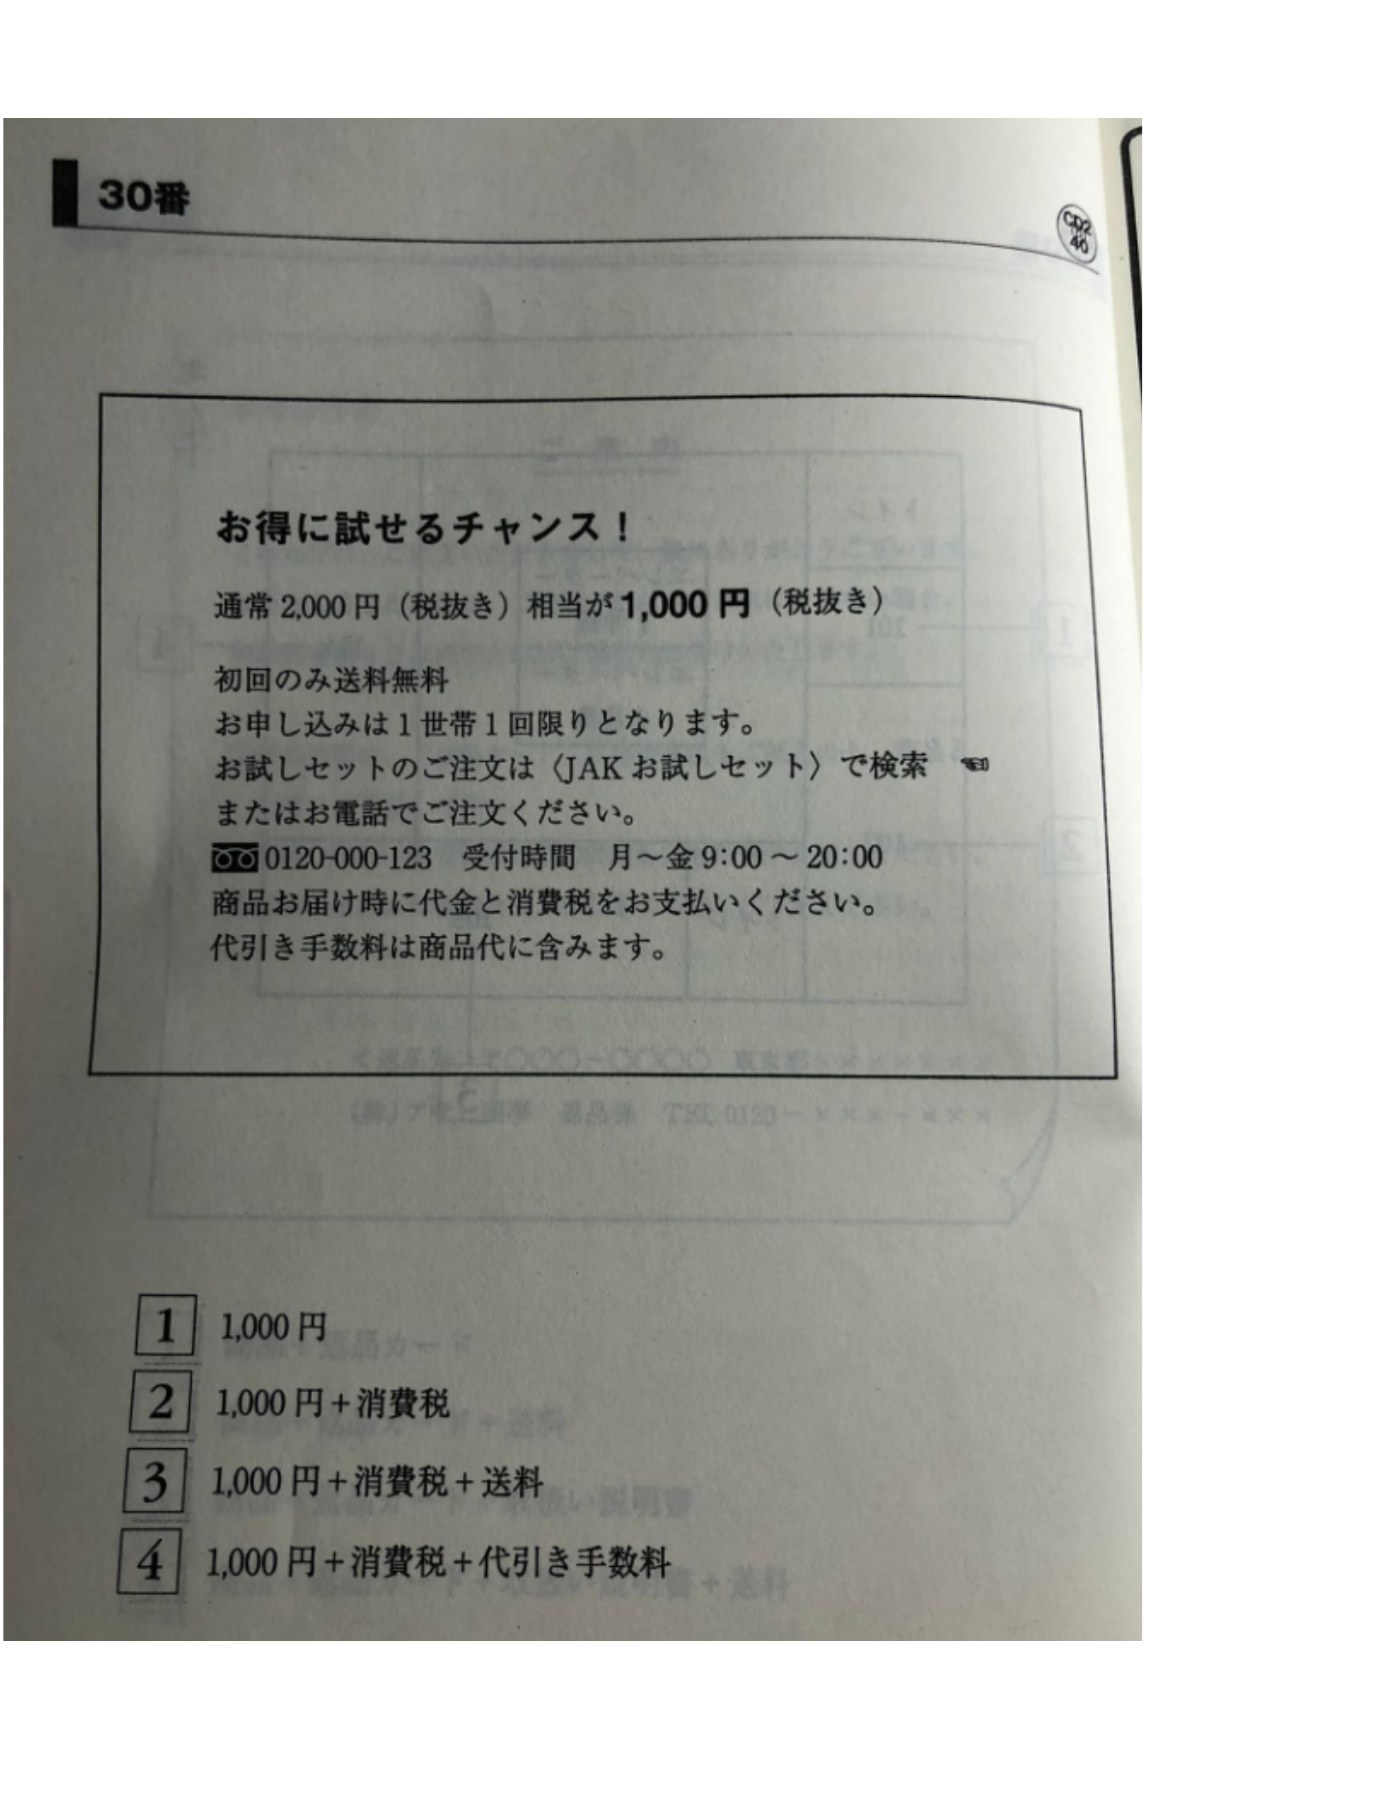 30番
CD2
40
お得に試せるチャンス！
通常 2,000 円（税抜き）相当が 1,000 円（税抜き）
初回のみ送料無料
お申し込みは 1 世帯 1 回限りとなります。
お試しセットのご注文は〈JAK お試しセット〉で検索 ☜
またはお電話でご注文ください。
0120-000-123　受付時間　月～金 9:00 ～ 20:00
商品お届け時に代金と消費税をお支払いください。
代引き手数料は商品代に含みます。
1 1,000 円
2 1,000 円＋消費税
3 1,000 円＋消費税＋送料
4 1,000 円＋消費税＋代引き手数料